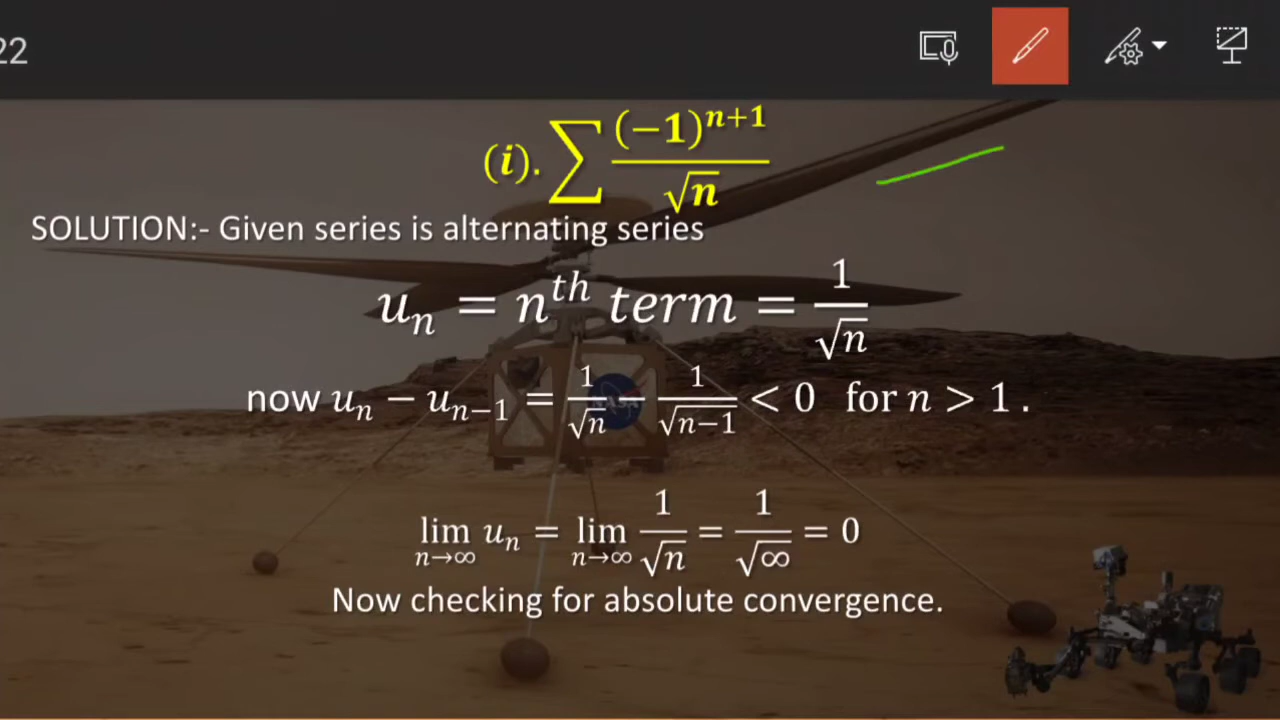 22
(i). ∑ (−1)^{n+1} / √n
SOLUTION:- Given series is alternating series
u_n = n^{th} term = 1/√n
now u_n − u_{n−1} = 1/√n − 1/√(n−1) < 0 for n > 1 .
lim_{n→∞} u_n = lim_{n→∞} 1/√n = 1/√∞ = 0
Now checking for absolute convergence.
NASA